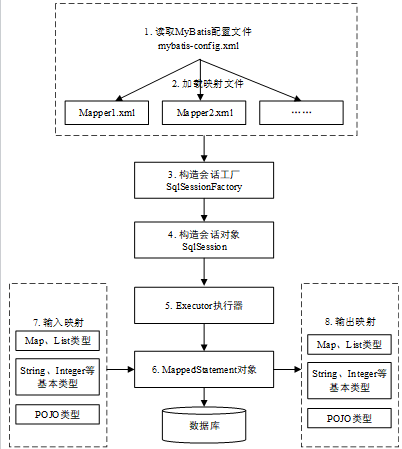 1. 读取MyBatis配置文件
mybatis-config.xml
2. 加载映射文件
Mapper1.xml
Mapper2.xml
……
3. 构造会话工厂
SqlSessionFactory
4. 构造会话对象
SqlSession
5. Executor执行器
7. 输入映射
Map、List类型
String、Integer等
基本类型
POJO类型
6. MappedStatement对象
8. 输出映射
Map、List类型
String、Integer等
基本类型
POJO类型
数据库